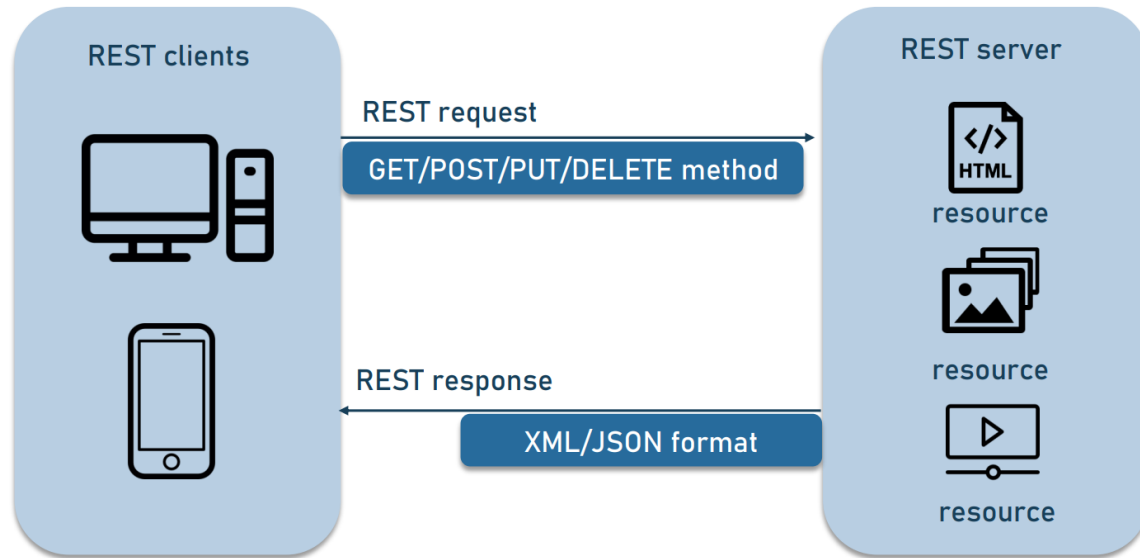 REST clients
REST request
GET/POST/PUT/DELETE method
REST response
XML/JSON format
REST server
</>
HTML
resource
resource
resource